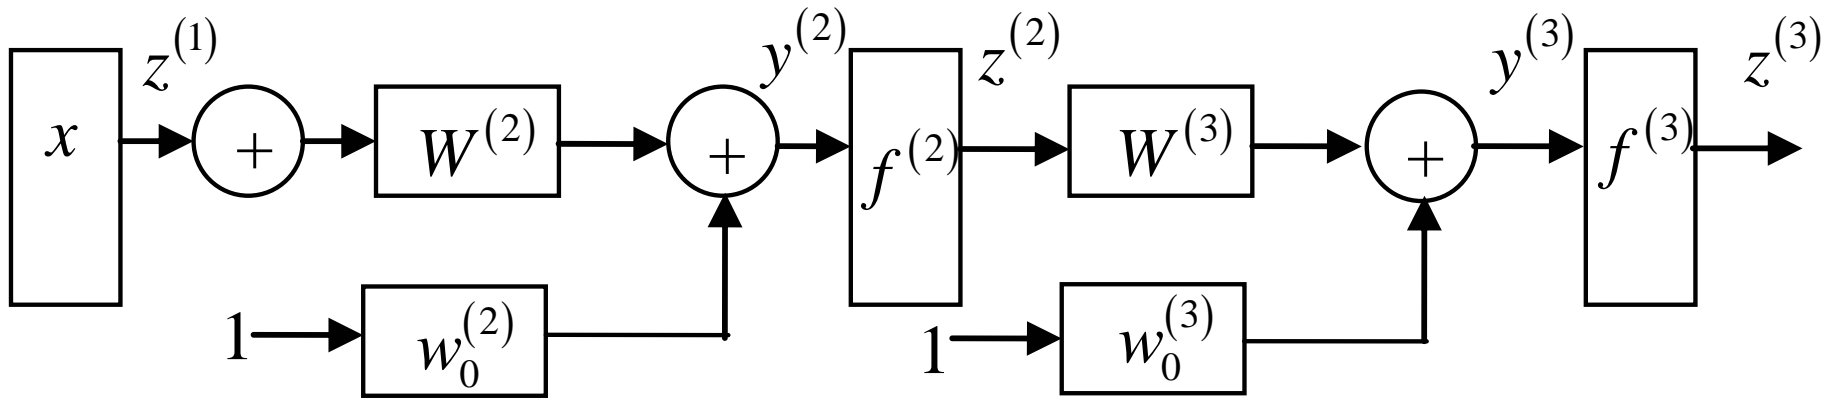 x z^{(1)} + W^{(2)} + y^{(2)} f^{(2)} z^{(2)} W^{(3)} + y^{(3)} f^{(3)} z^{(3)}
1 w_0^{(2)} 1 w_0^{(3)}